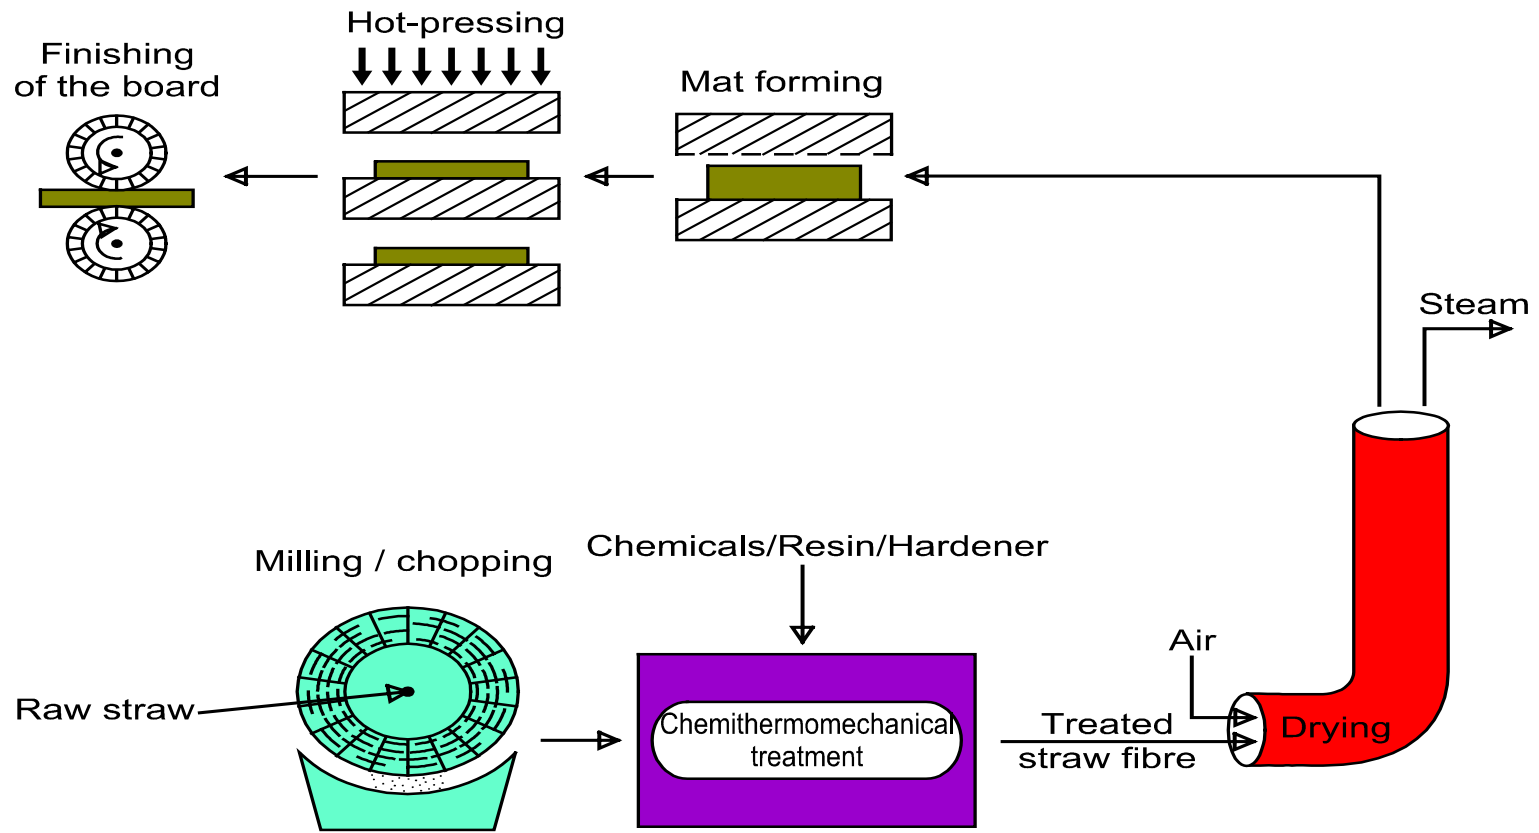 Hot-pressing
Finishing
of the board
Mat forming
Steam
Milling / chopping
Chemicals/Resin/Hardener
Raw straw
Chemithermomechanical
treatment
Air
Treated
straw fibre
Drying